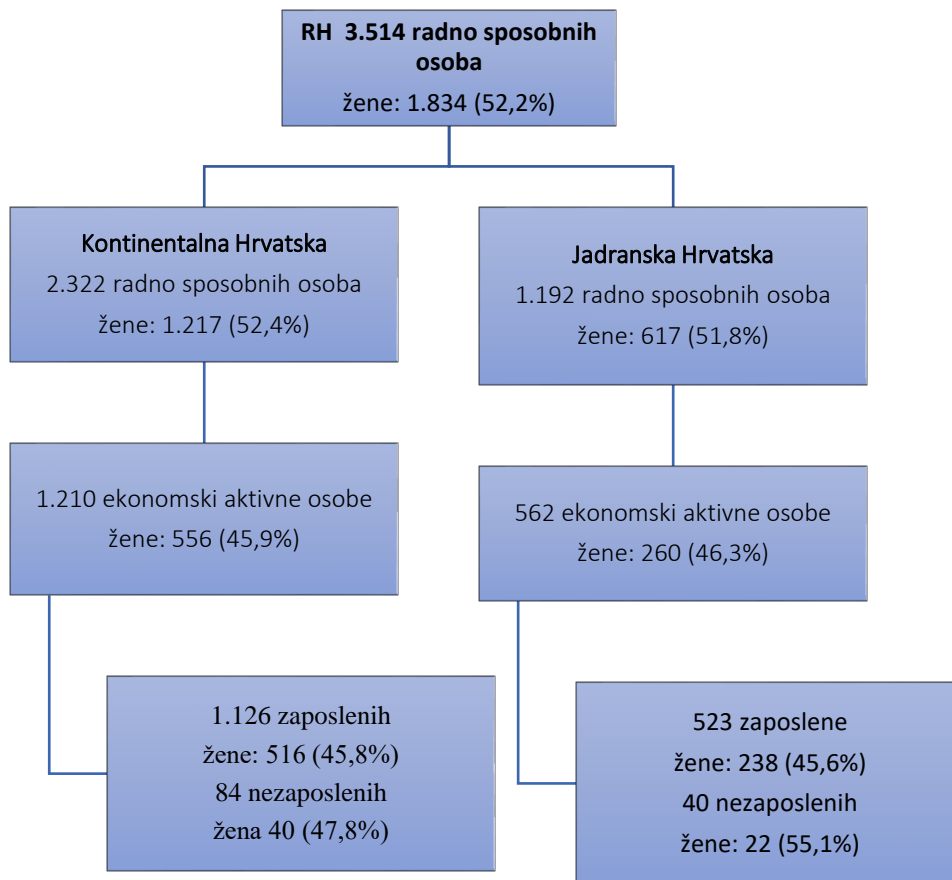 RH 3.514 radno sposobnih
osoba
žene: 1.834 (52,2%)
Kontinentalna Hrvatska
2.322 radno sposobnih osoba
žene: 1.217 (52,4%)
Jadranska Hrvatska
1.192 radno sposobnih osoba
žene: 617 (51,8%)
1.210 ekonomski aktivne osobe
žene: 556 (45,9%)
562 ekonomski aktivne osobe
žene: 260 (46,3%)
1.126 zaposlenih
žene: 516 (45,8%)
84 nezaposlenih
žena 40 (47,8%)
523 zaposlene
žene: 238 (45,6%)
40 nezaposlenih
žene: 22 (55,1%)